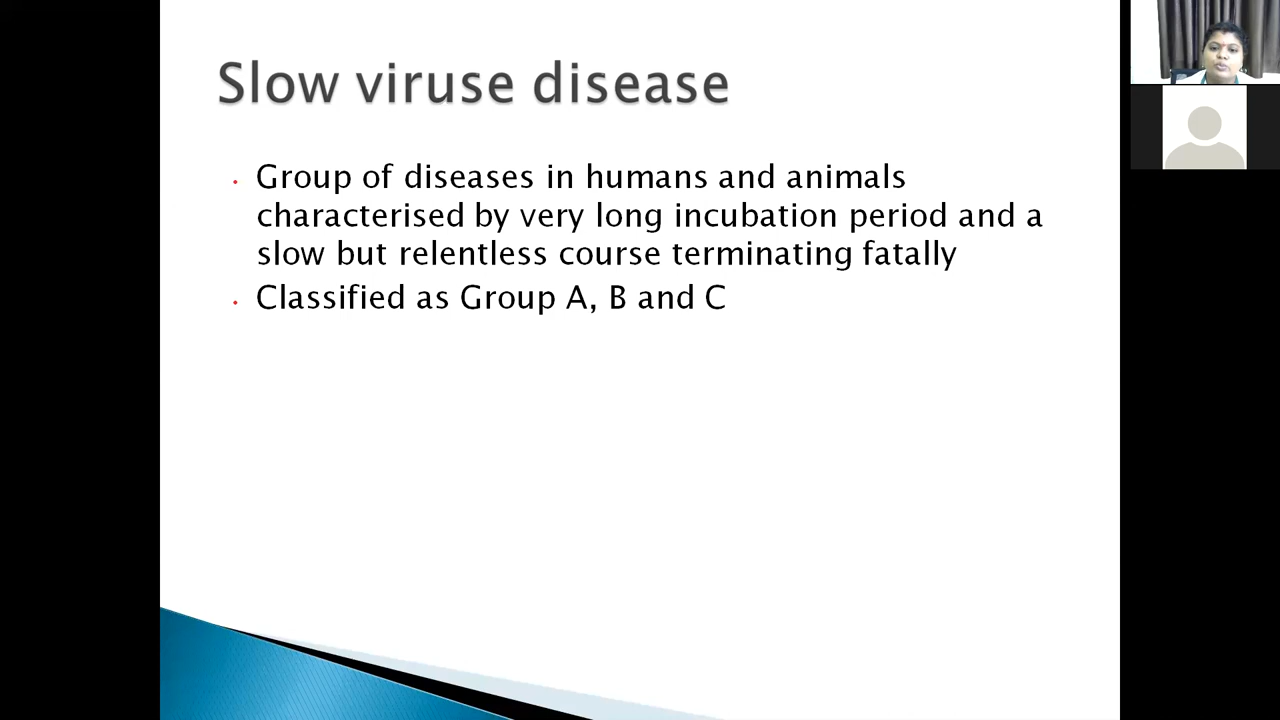 Slow viruse disease
Group of diseases in humans and animals
characterised by very long incubation period and a
slow but relentless course terminating fatally
Classified as Group A, B and C